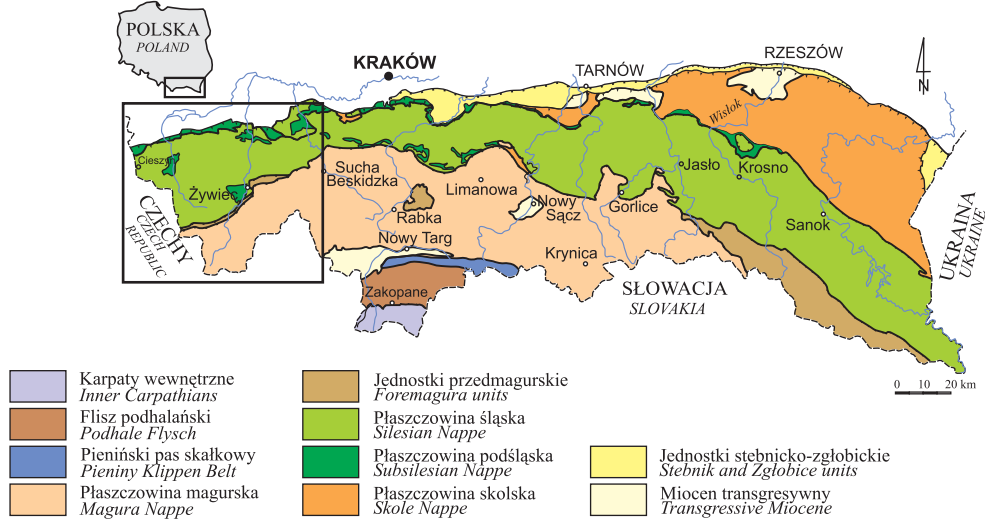 POLSKA
POLAND
KRAKÓW
TARNÓW
RZESZÓW
N
Wisłok
Cieszyn
Żywiec
Sucha
Beskidzka
Limanowa
Rabka
Nowy
Sącz
Gorlice
Jasło
Krosno
Sanok
Nowy Targ
Krynica
Zakopane
CZECHY
CZECH
REPUBLIC
SŁOWACJA
SLOVAKIA
UKRAINA
UKRAINE
0 10 20 km
Karpaty wewnętrzne
Inner Carpathians
Flisz podhalański
Podhale Flysch
Pieniński pas skałkowy
Pieniny Klippen Belt
Płaszczowina magurska
Magura Nappe
Jednostki przedmagurskie
Foremagura units
Płaszczowina śląska
Silesian Nappe
Płaszczowina podśląska
Subsilesian Nappe
Płaszczowina skolska
Skole Nappe
Jednostki stebnicko-zgłobickie
Stebnik and Zgłobice units
Miocen transgresywny
Transgressive Miocene